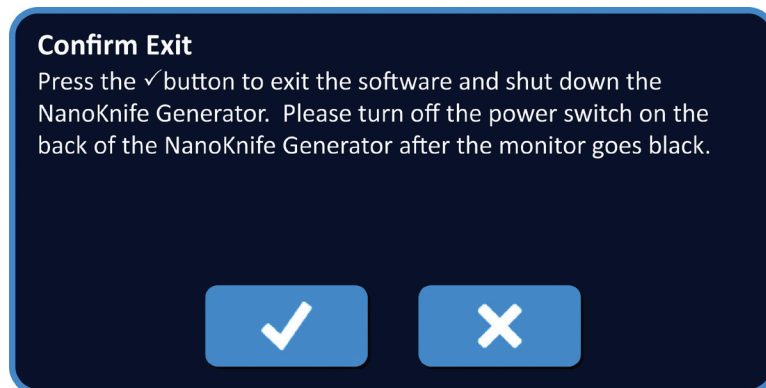 Confirm Exit
Press the ✓ button to exit the software and shut down the
NanoKnife Generator.  Please turn off the power switch on the
back of the NanoKnife Generator after the monitor goes black.